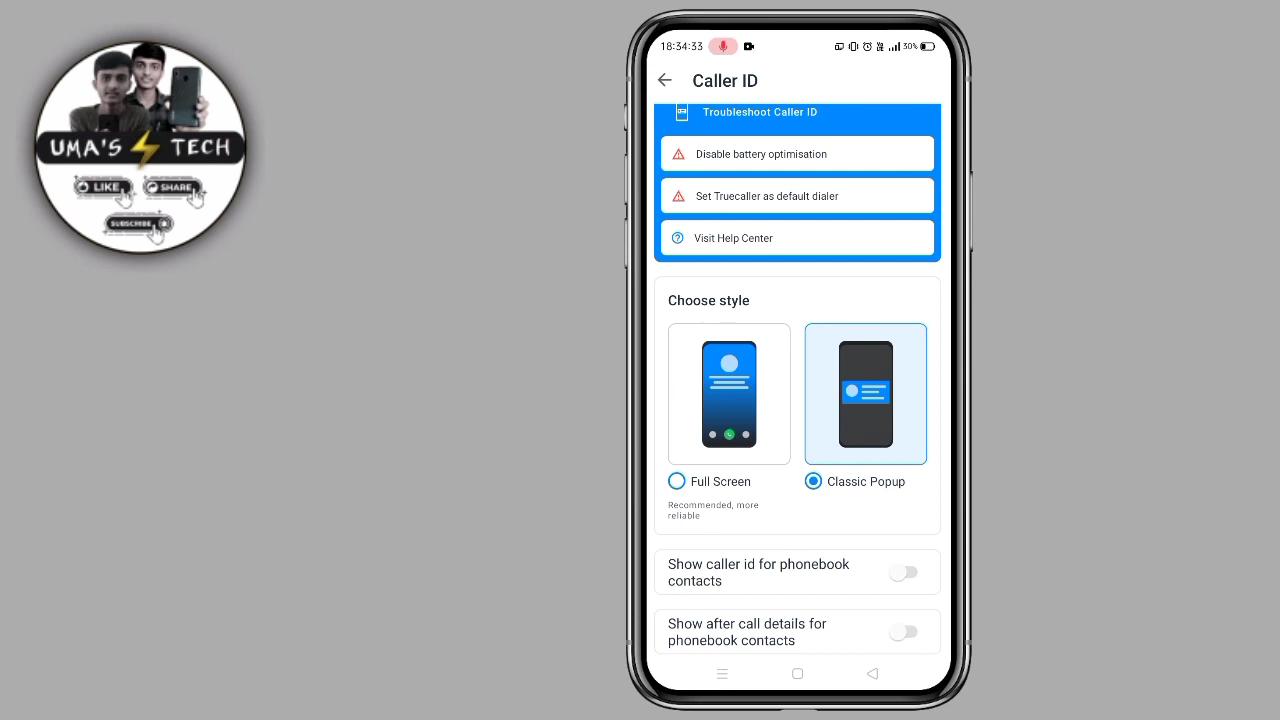 UMA'S TECH
LIKE
SHARE
SUBSCRIBE
18:34:33
30%
Caller ID
Troubleshoot Caller ID
Disable battery optimisation
Set Truecaller as default dialer
Visit Help Center
Choose style
Full Screen
Classic Popup
Recommended, more
reliable
Show caller id for phonebook
contacts
Show after call details for
phonebook contacts